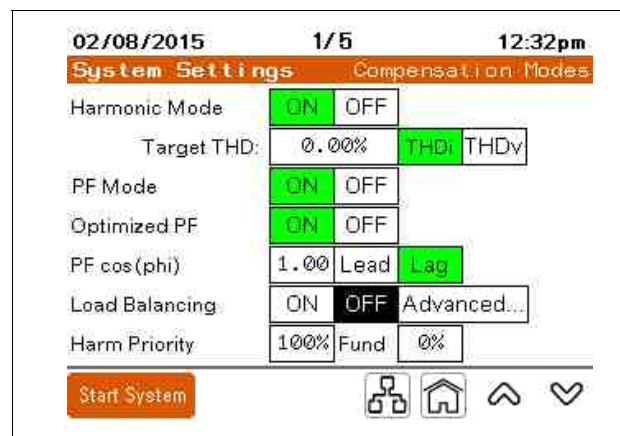 02/08/2015 1/5 12:32pm
System Settings Compensation Modes
Harmonic Mode ON OFF
Target THD: 0.00% THDi THDv
PF Mode ON OFF
Optimized PF ON OFF
PF cos(phi) 1.00 Lead Lag
Load Balancing ON OFF Advanced...
Harm Priority 100% Fund 0%
Start System